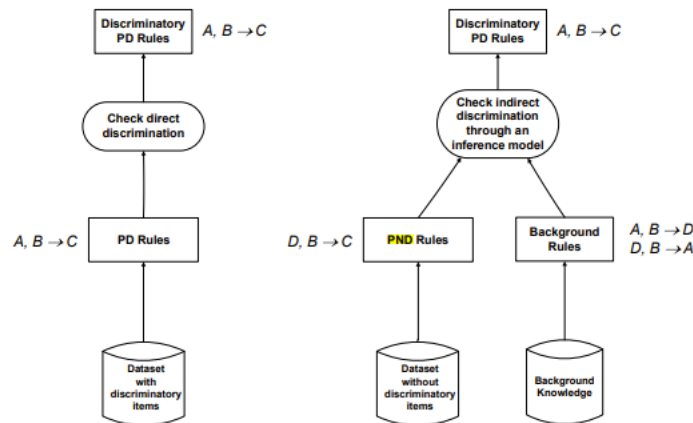 Discriminatory
PD Rules
A, B → C
Check direct
discrimination
A, B → C
PD Rules
Dataset
with
discriminatory
items
Discriminatory
PD Rules
A, B → C
Check indirect
discrimination
through an
inference model
D, B → C
PND Rules
Background
Rules
A, B → D
D, B → A
Dataset
without
discriminatory
items
Background
Knowledge